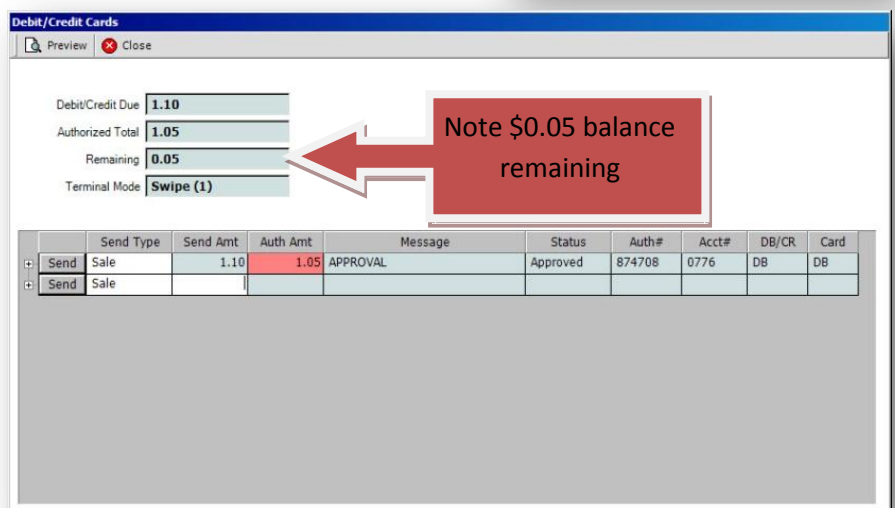 Debit/Credit Cards
Preview Close
Debit/Credit Due 1.10
Authorized Total 1.05
Remaining 0.05
Terminal Mode Swipe (1)
Note $0.05 balance
remaining
Send Type Send Amt Auth Amt Message Status Auth# Acct# DB/CR Card
Send Sale 1.10 1.05 APPROVAL Approved 874708 0776 DB DB
Send Sale